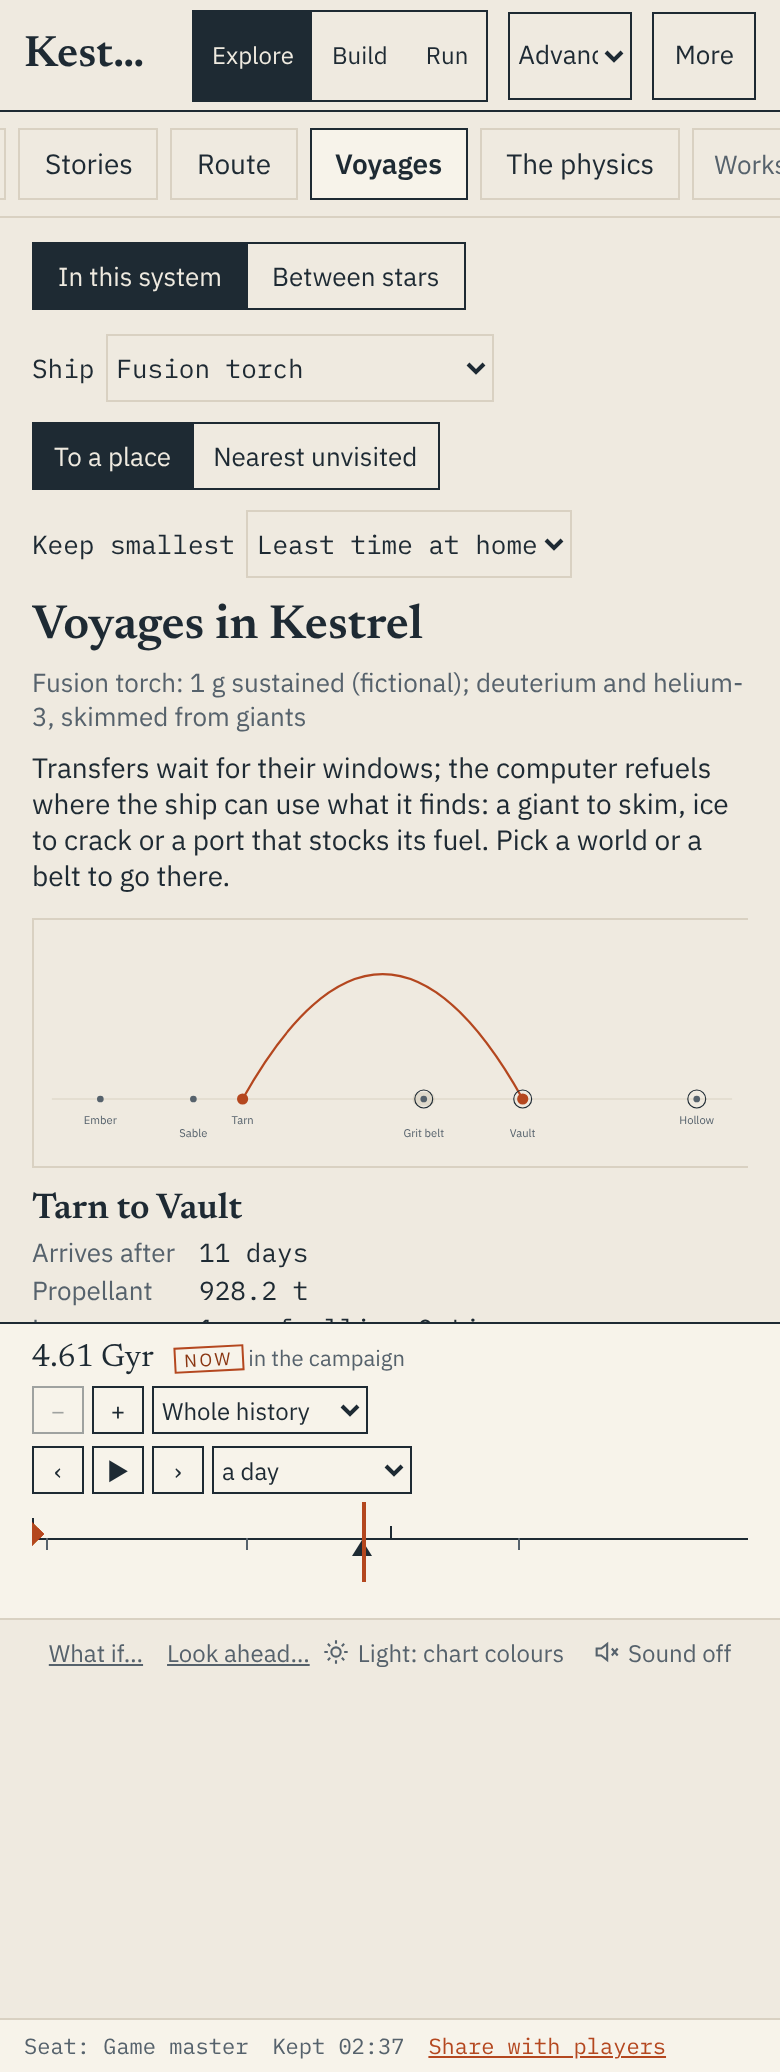 Kest...
Explore Build Run
More
Stories Route Voyages The physics
In this system Between stars
Ship Fusion torch
To a place Nearest unvisited
Keep smallest Least time at home
Voyages in Kestrel
Fusion torch: 1 g sustained (fictional); deuterium and helium-
3, skimmed from giants
Transfers wait for their windows; the computer refuels
where the ship can use what it finds: a giant to skim, ice
to crack or a port that stocks its fuel. Pick a world or a
belt to go there.
Ember Tarn Hollow
Sable Grit belt Vault
Tarn to Vault
Arrives after 11 days
Propellant 928.2 t
4.61 Gyr NOW in the campaign
− + Whole history
‹ ▶ › a day
What if... Look ahead... Light: chart colours Sound off
Seat: Game master Kept 02:37 Share with players